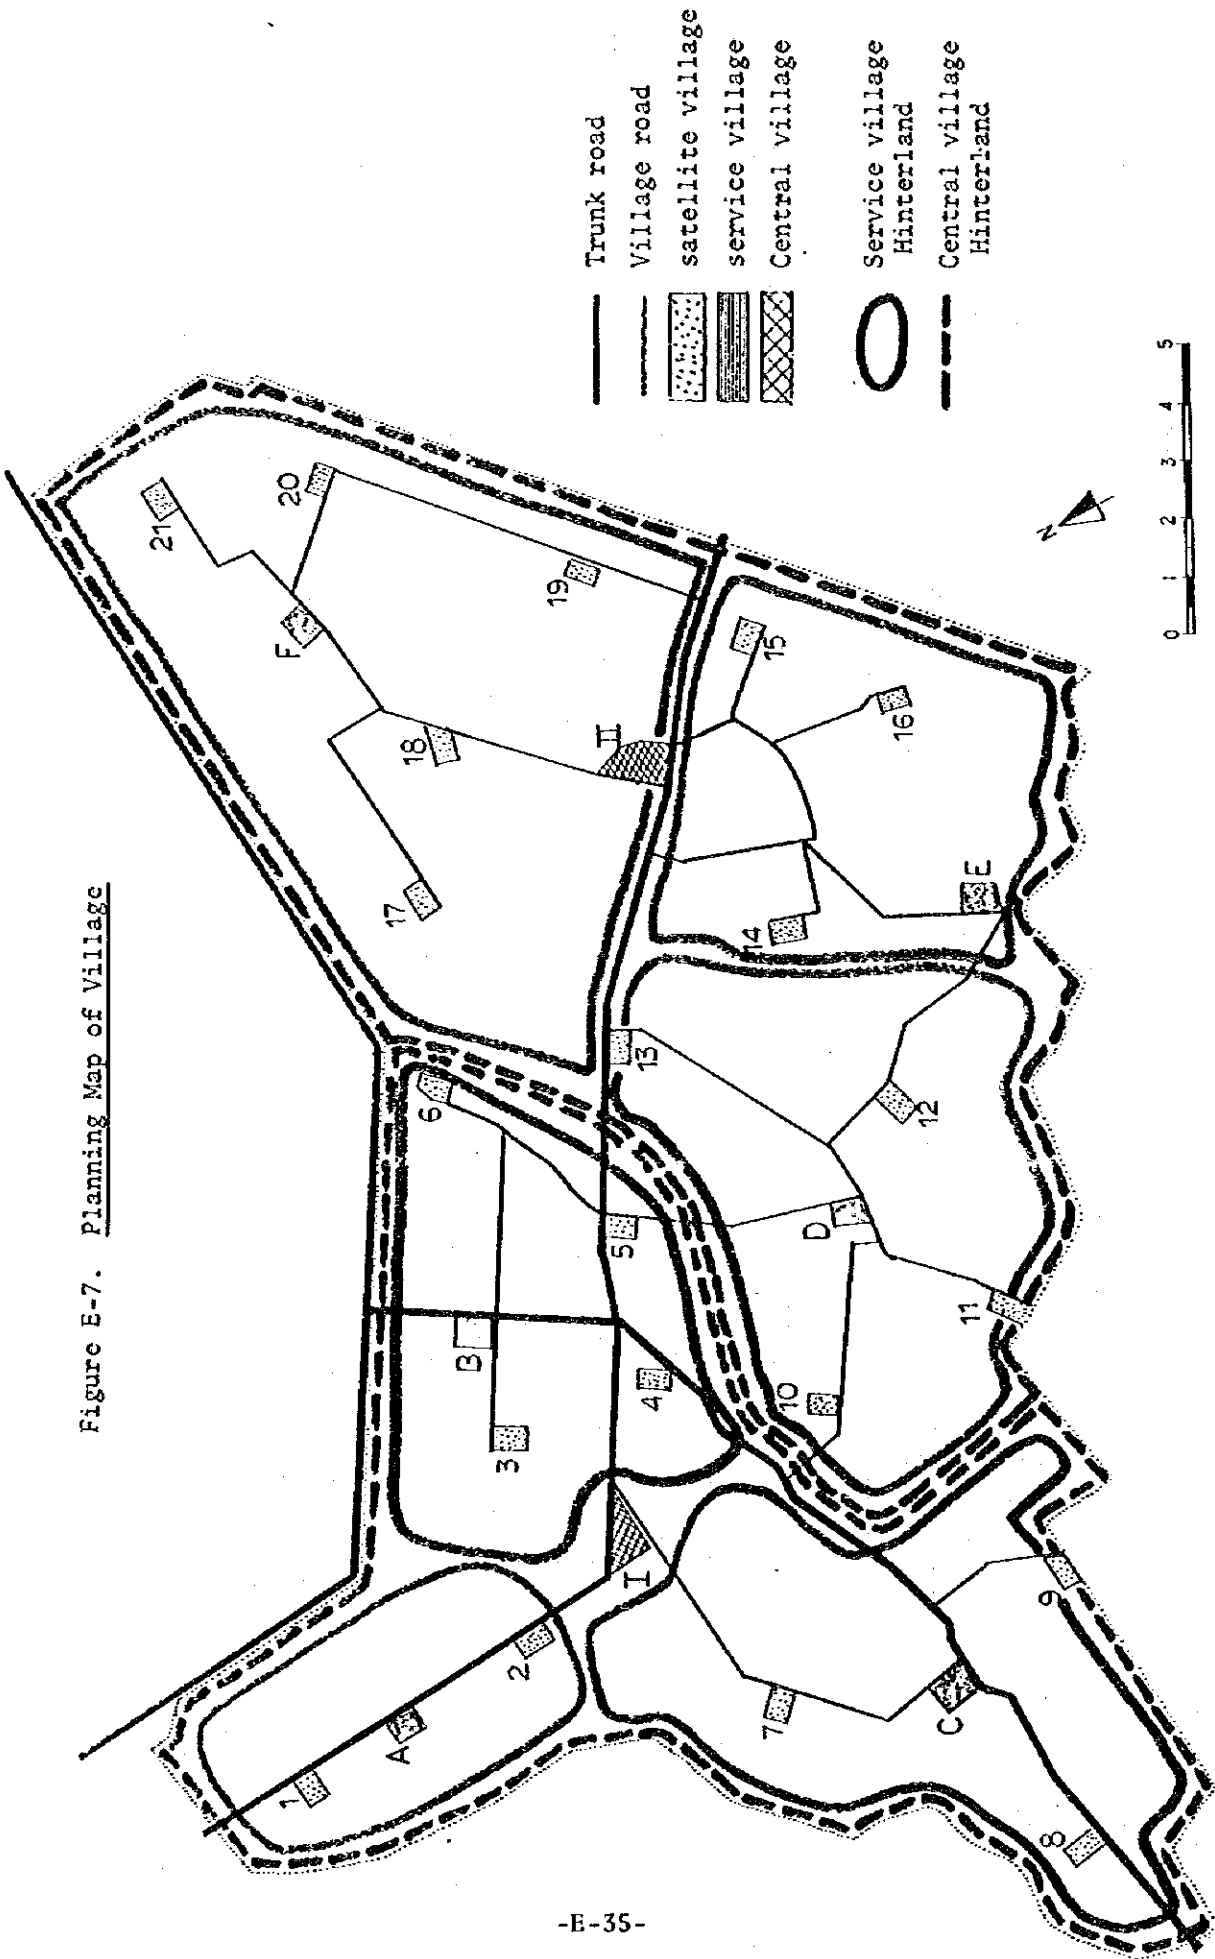 Figure E-7. Planning Map of Village
Trunk road
Village road
satellite village
service village
Central village
Service village
Hinterland
Central village
Hinterland
0 1 2 3 4 5
N
1
A
2
3
B
4
5
6
I
7
C
8
9
10
D
11
12
13
14
E
15
16
II
17
18
F
19
20
21
-E-35-